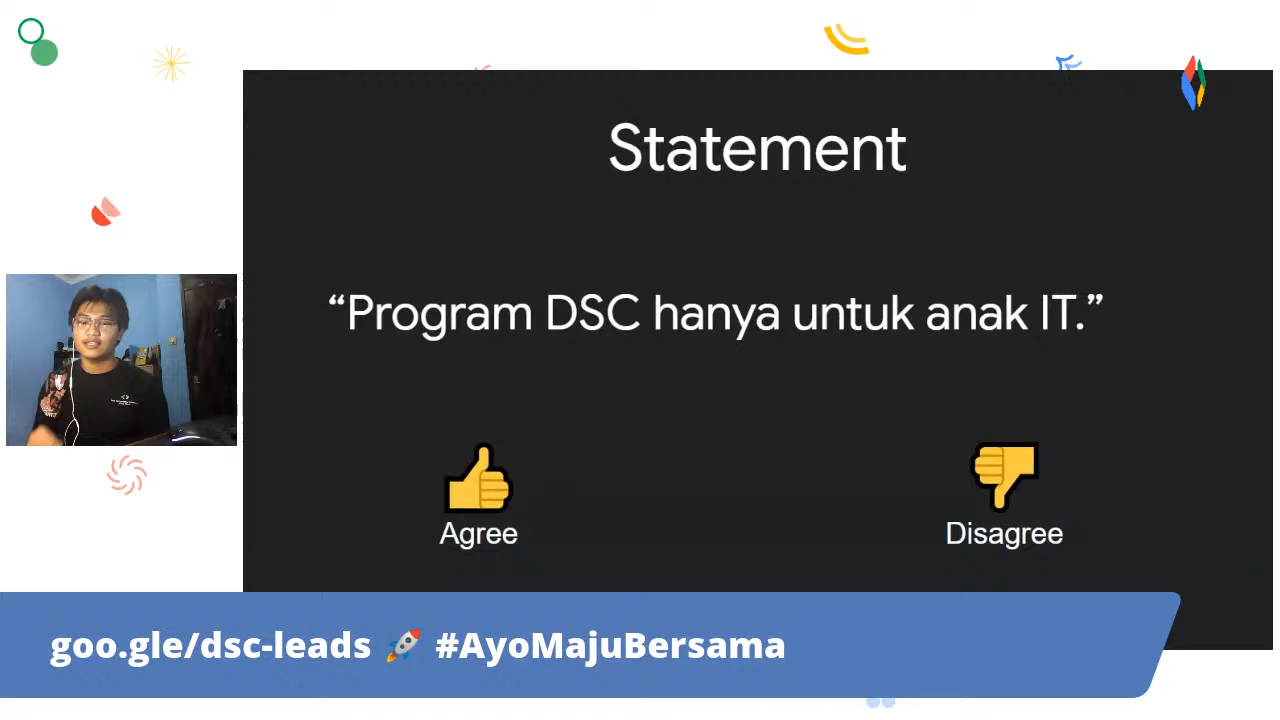 Statement
“Program DSC hanya untuk anak IT.”
Agree
Disagree
goo.gle/dsc-leads 🚀 #AyoMajuBersama